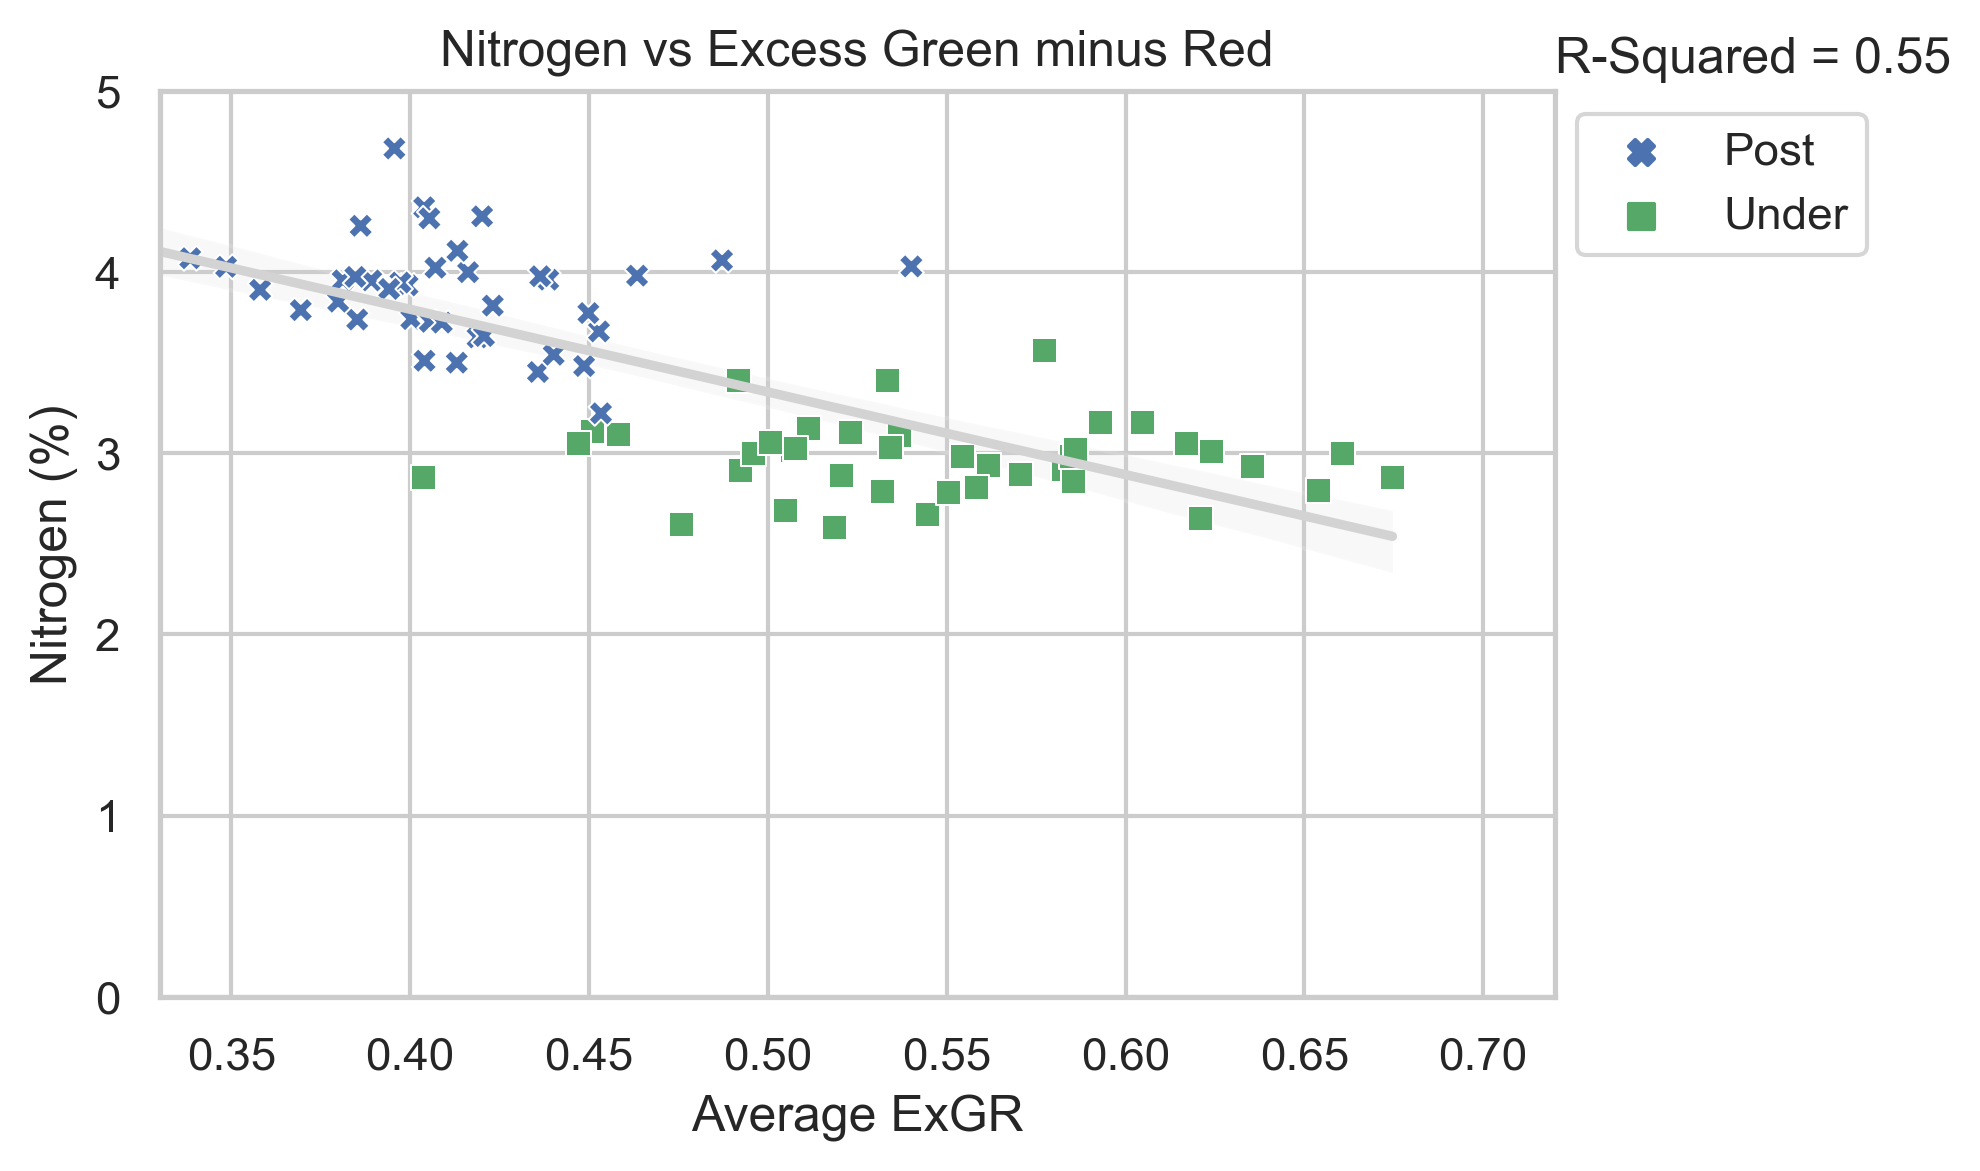 Nitrogen vs Excess Green minus Red
R-Squared = 0.55
Post
Under
Nitrogen (%)
5
4
3
2
1
0
0.35 0.40 0.45 0.50 0.55 0.60 0.65 0.70
Average ExGR